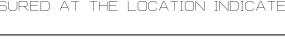 SURED AT THE LOCATION INDICATE